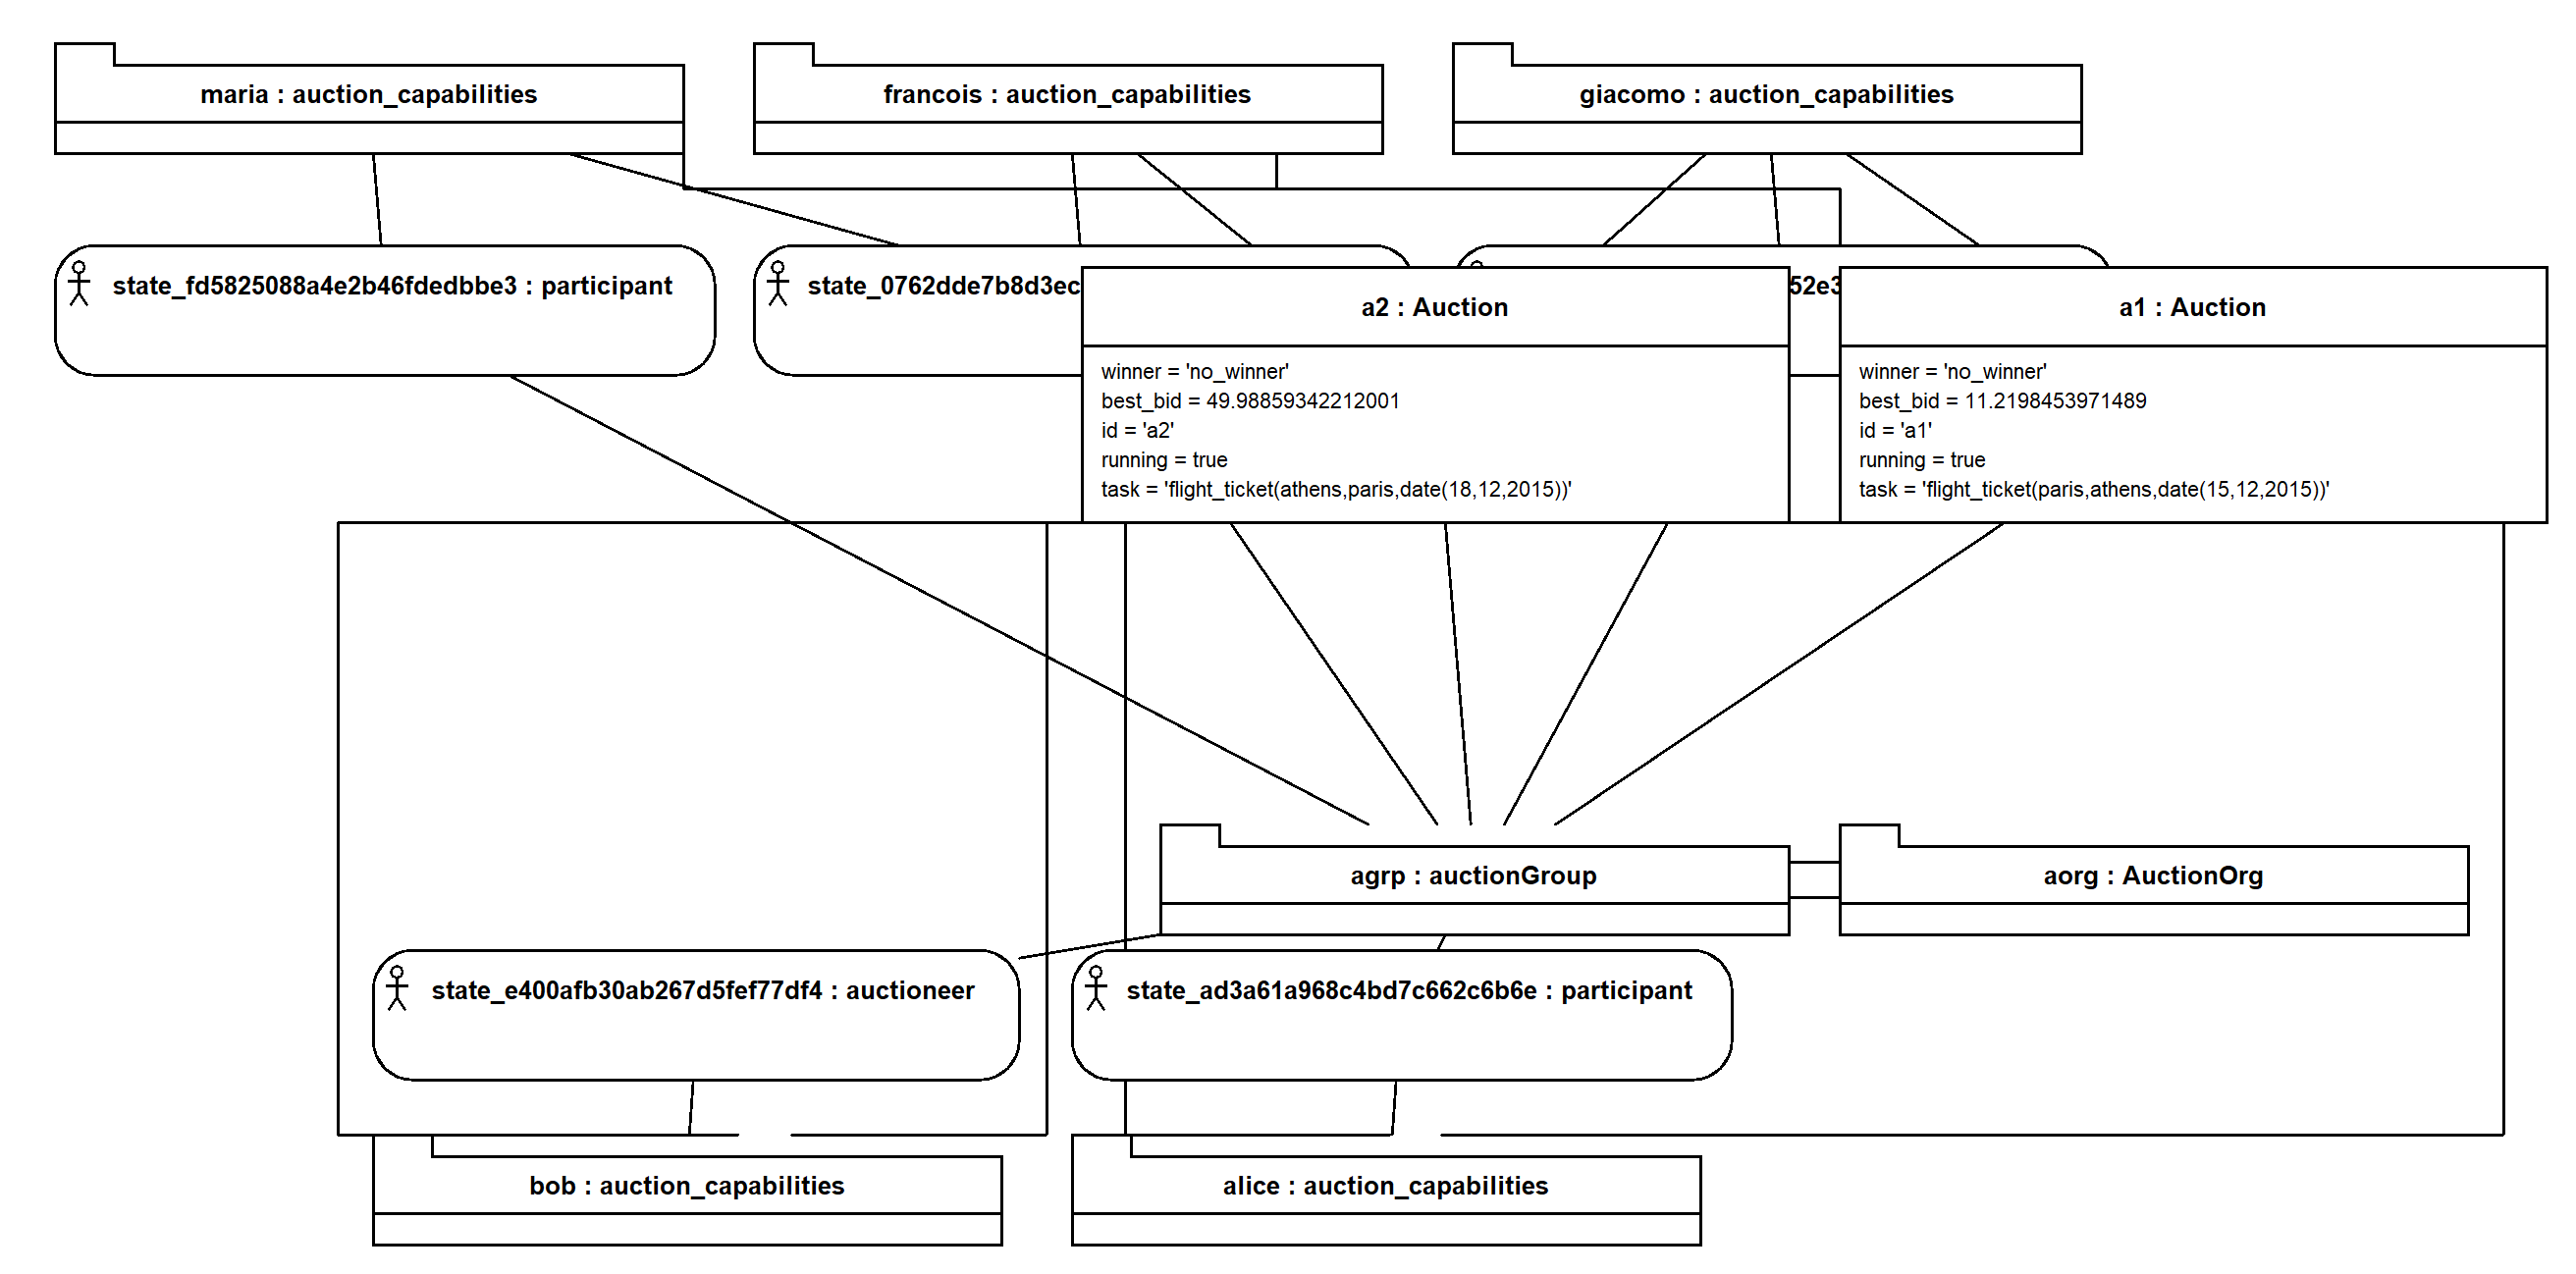 maria : auction_capabilities
francois : auction_capabilities
giacomo : auction_capabilities
state_fd5825088a4e2b46fdedbbe3 : participant
state_0762dde7b8d3ec
52e3
a2 : Auction
winner = 'no_winner'
best_bid = 49.98859342212001
id = 'a2'
running = true
task = 'flight_ticket(athens,paris,date(18,12,2015))'
a1 : Auction
winner = 'no_winner'
best_bid = 11.2198453971489
id = 'a1'
running = true
task = 'flight_ticket(paris,athens,date(15,12,2015))'
agrp : auctionGroup
aorg : AuctionOrg
state_e400afb30ab267d5fef77df4 : auctioneer
state_ad3a61a968c4bd7c662c6b6e : participant
bob : auction_capabilities
alice : auction_capabilities